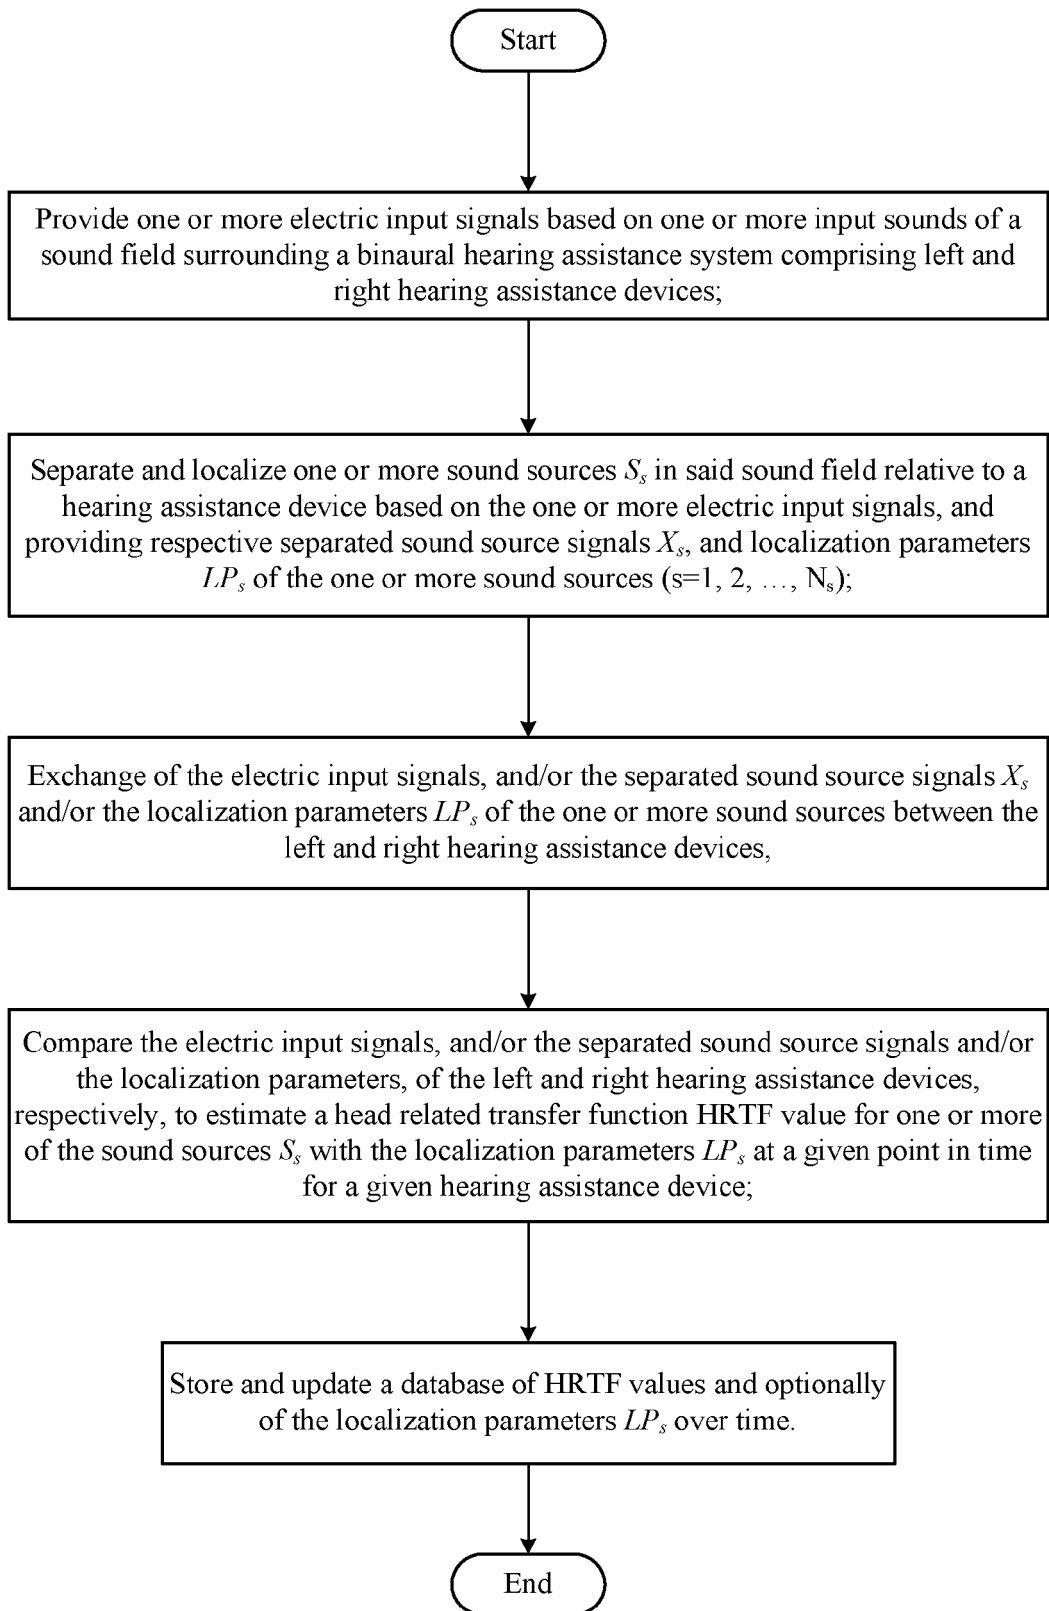 Start
Provide one or more electric input signals based on one or more input sounds of a
sound field surrounding a binaural hearing assistance system comprising left and
right hearing assistance devices;
Separate and localize one or more sound sources Sₛ in said sound field relative to a
hearing assistance device based on the one or more electric input signals, and
providing respective separated sound source signals Xₛ, and localization parameters
LPₛ of the one or more sound sources (s=1, 2, …, Nₛ);
Exchange of the electric input signals, and/or the separated sound source signals Xₛ
and/or the localization parameters LPₛ of the one or more sound sources between the
left and right hearing assistance devices,
Compare the electric input signals, and/or the separated sound source signals and/or
the localization parameters, of the left and right hearing assistance devices,
respectively, to estimate a head related transfer function HRTF value for one or more
of the sound sources Sₛ with the localization parameters LPₛ at a given point in time
for a given hearing assistance device;
Store and update a database of HRTF values and optionally
of the localization parameters LPₛ over time.
End